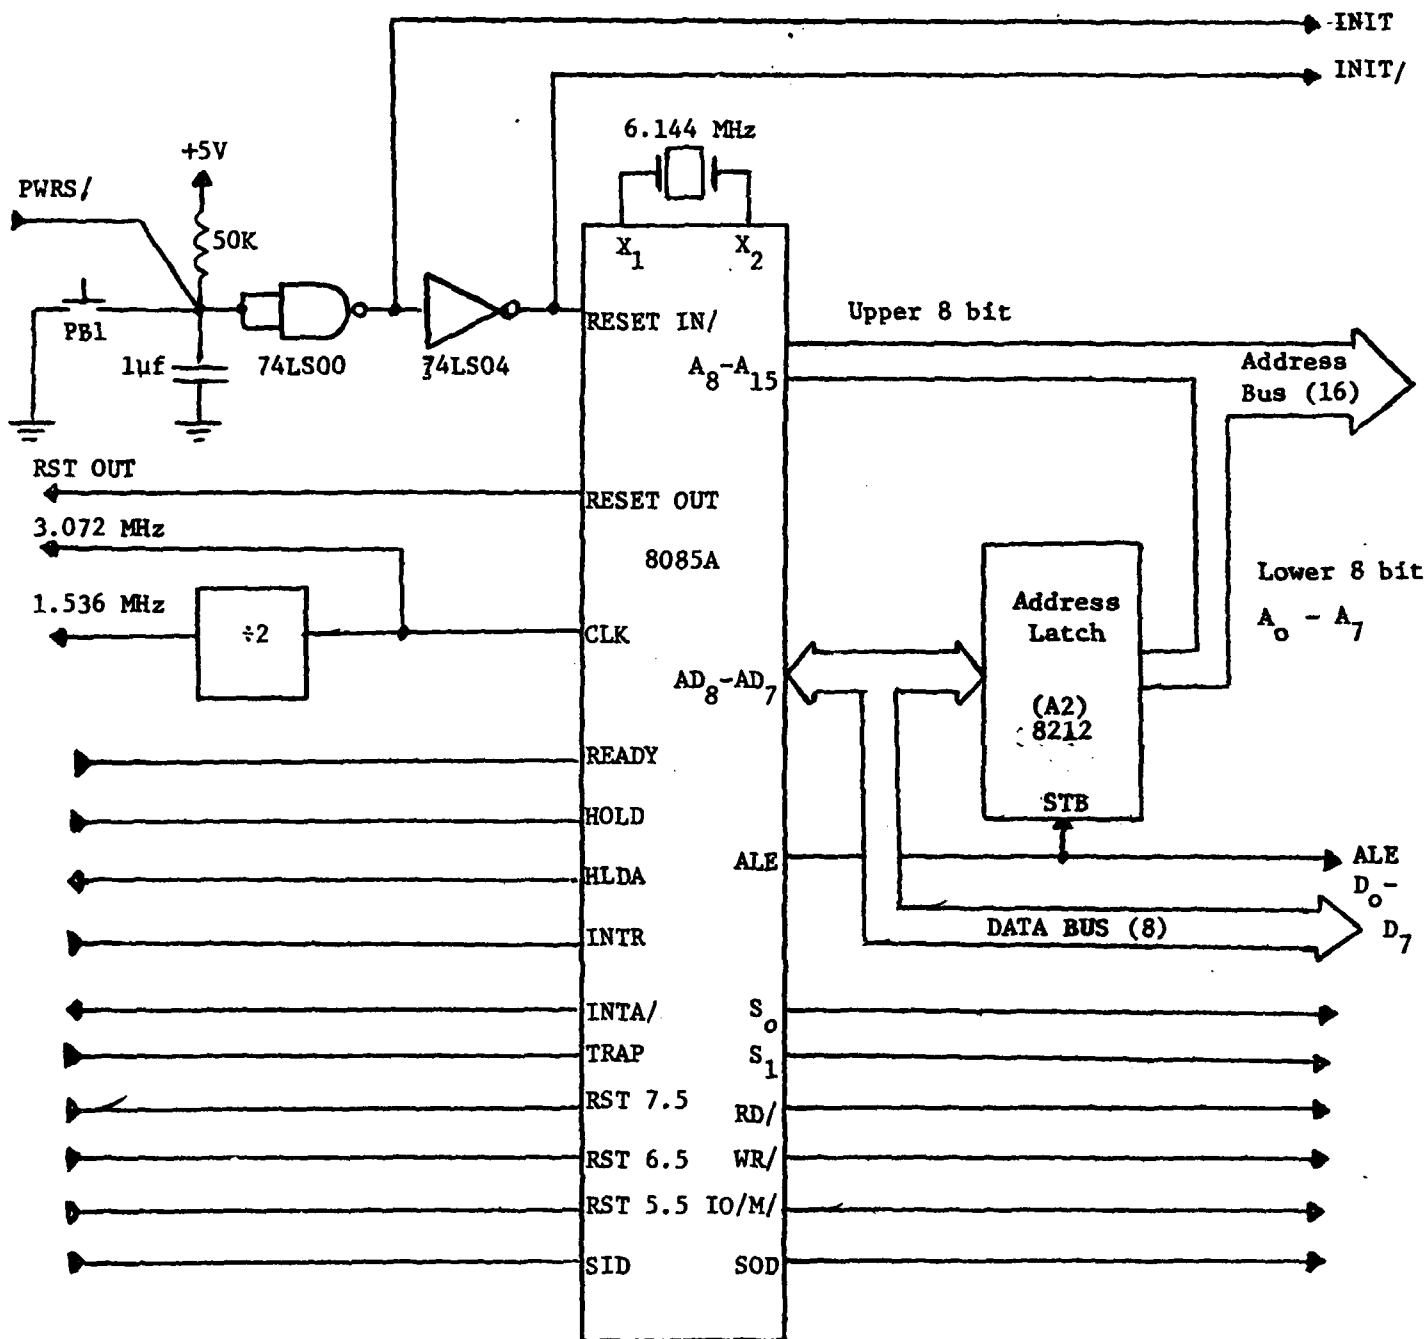 INIT
INIT/
6.144 MHz
+5V
PWRS/
50K
X1
X2
PB1
1µf
74LS00
74LS04
RESET IN/
Upper 8 bit
A8-A15
Address
Bus (16)
RST OUT
RESET OUT
3.072 MHz
8085A
1.536 MHz
÷2
CLK
Address
Latch
Lower 8 bit
Ao - A7
AD8-AD7
(A2)
8212
READY
STB
HOLD
ALE
ALE
HLDA
Do-
D7
INTR
DATA BUS (8)
INTA/
So
TRAP
S1
RST 7.5
RD/
RST 6.5
WR/
RST 5.5
IO/M/
SID
SOD